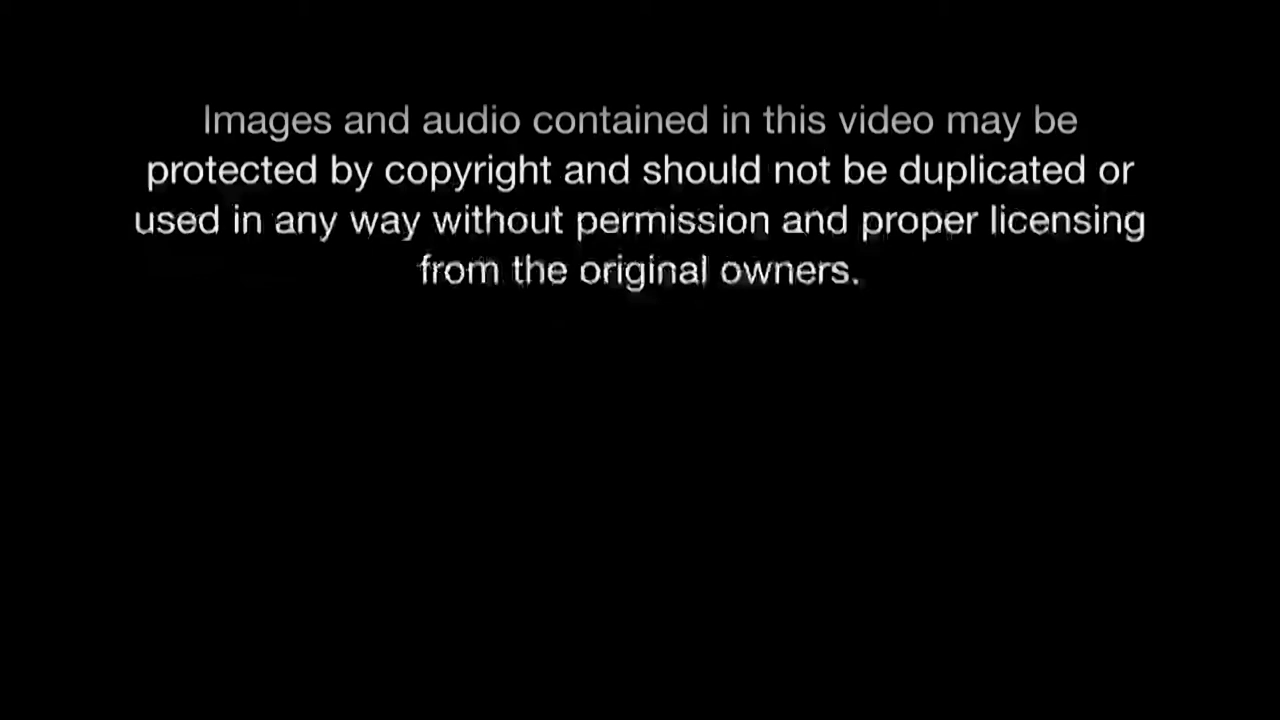 Images and audio contained in this video may be
protected by copyright and should not be duplicated or
used in any way without permission and proper licensing
from the original owners.